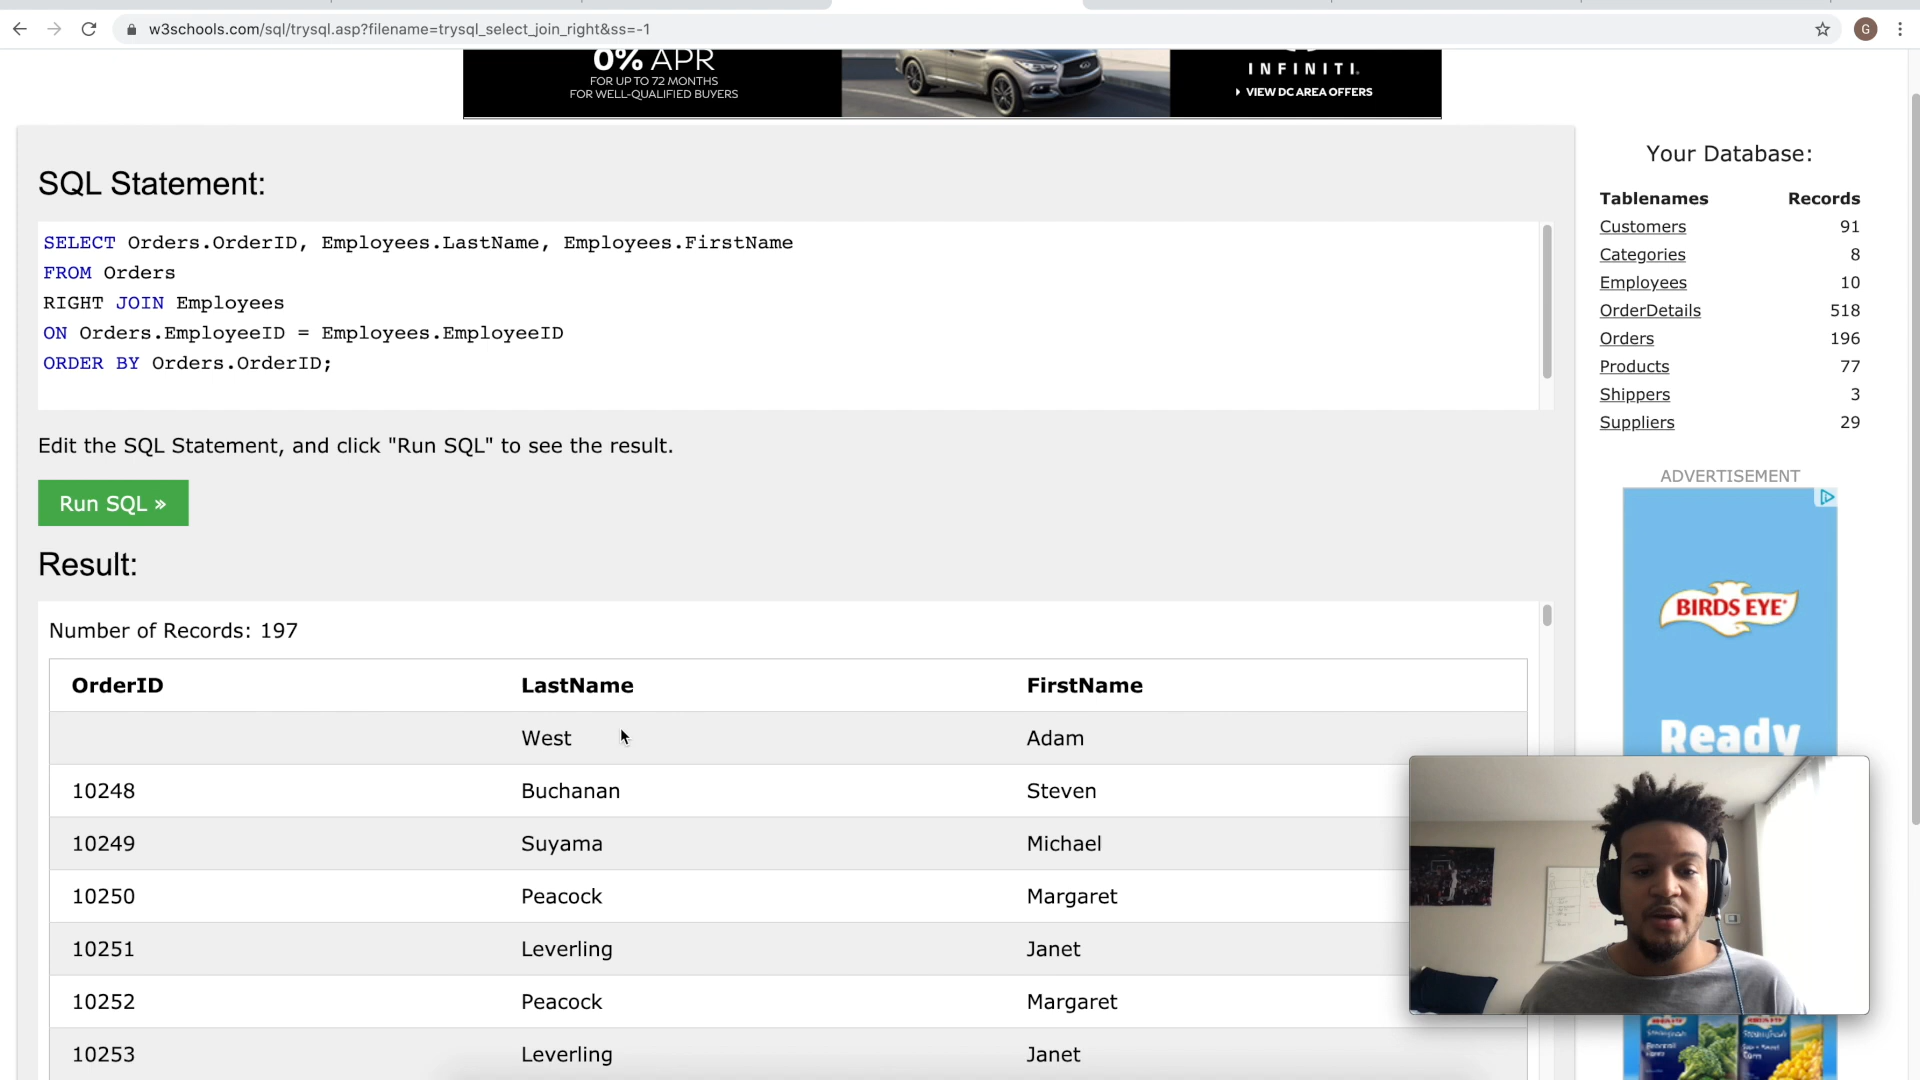 w3schools.com/sql/trysql.asp?filename=trysql_select_join_right&ss=-1
G
0% APR
FOR UP TO 72 MONTHS
FOR WELL-QUALIFIED BUYERS
INFINITI.
VIEW DC AREA OFFERS
SQL Statement:
SELECT Orders.OrderID, Employees.LastName, Employees.FirstName
FROM Orders
RIGHT JOIN Employees
ON Orders.EmployeeID = Employees.EmployeeID
ORDER BY Orders.OrderID;
Edit the SQL Statement, and click "Run SQL" to see the result.
Run SQL »
Result:
Number of Records: 197
OrderID LastName FirstName
West Adam
10248 Buchanan Steven
10249 Suyama Michael
10250 Peacock Margaret
10251 Leverling Janet
10252 Peacock Margaret
10253 Leverling Janet
Your Database:
Tablenames Records
Customers 91
Categories 8
Employees 10
OrderDetails 518
Orders 196
Products 77
Shippers 3
Suppliers 29
ADVERTISEMENT
BIRDS EYE
Ready